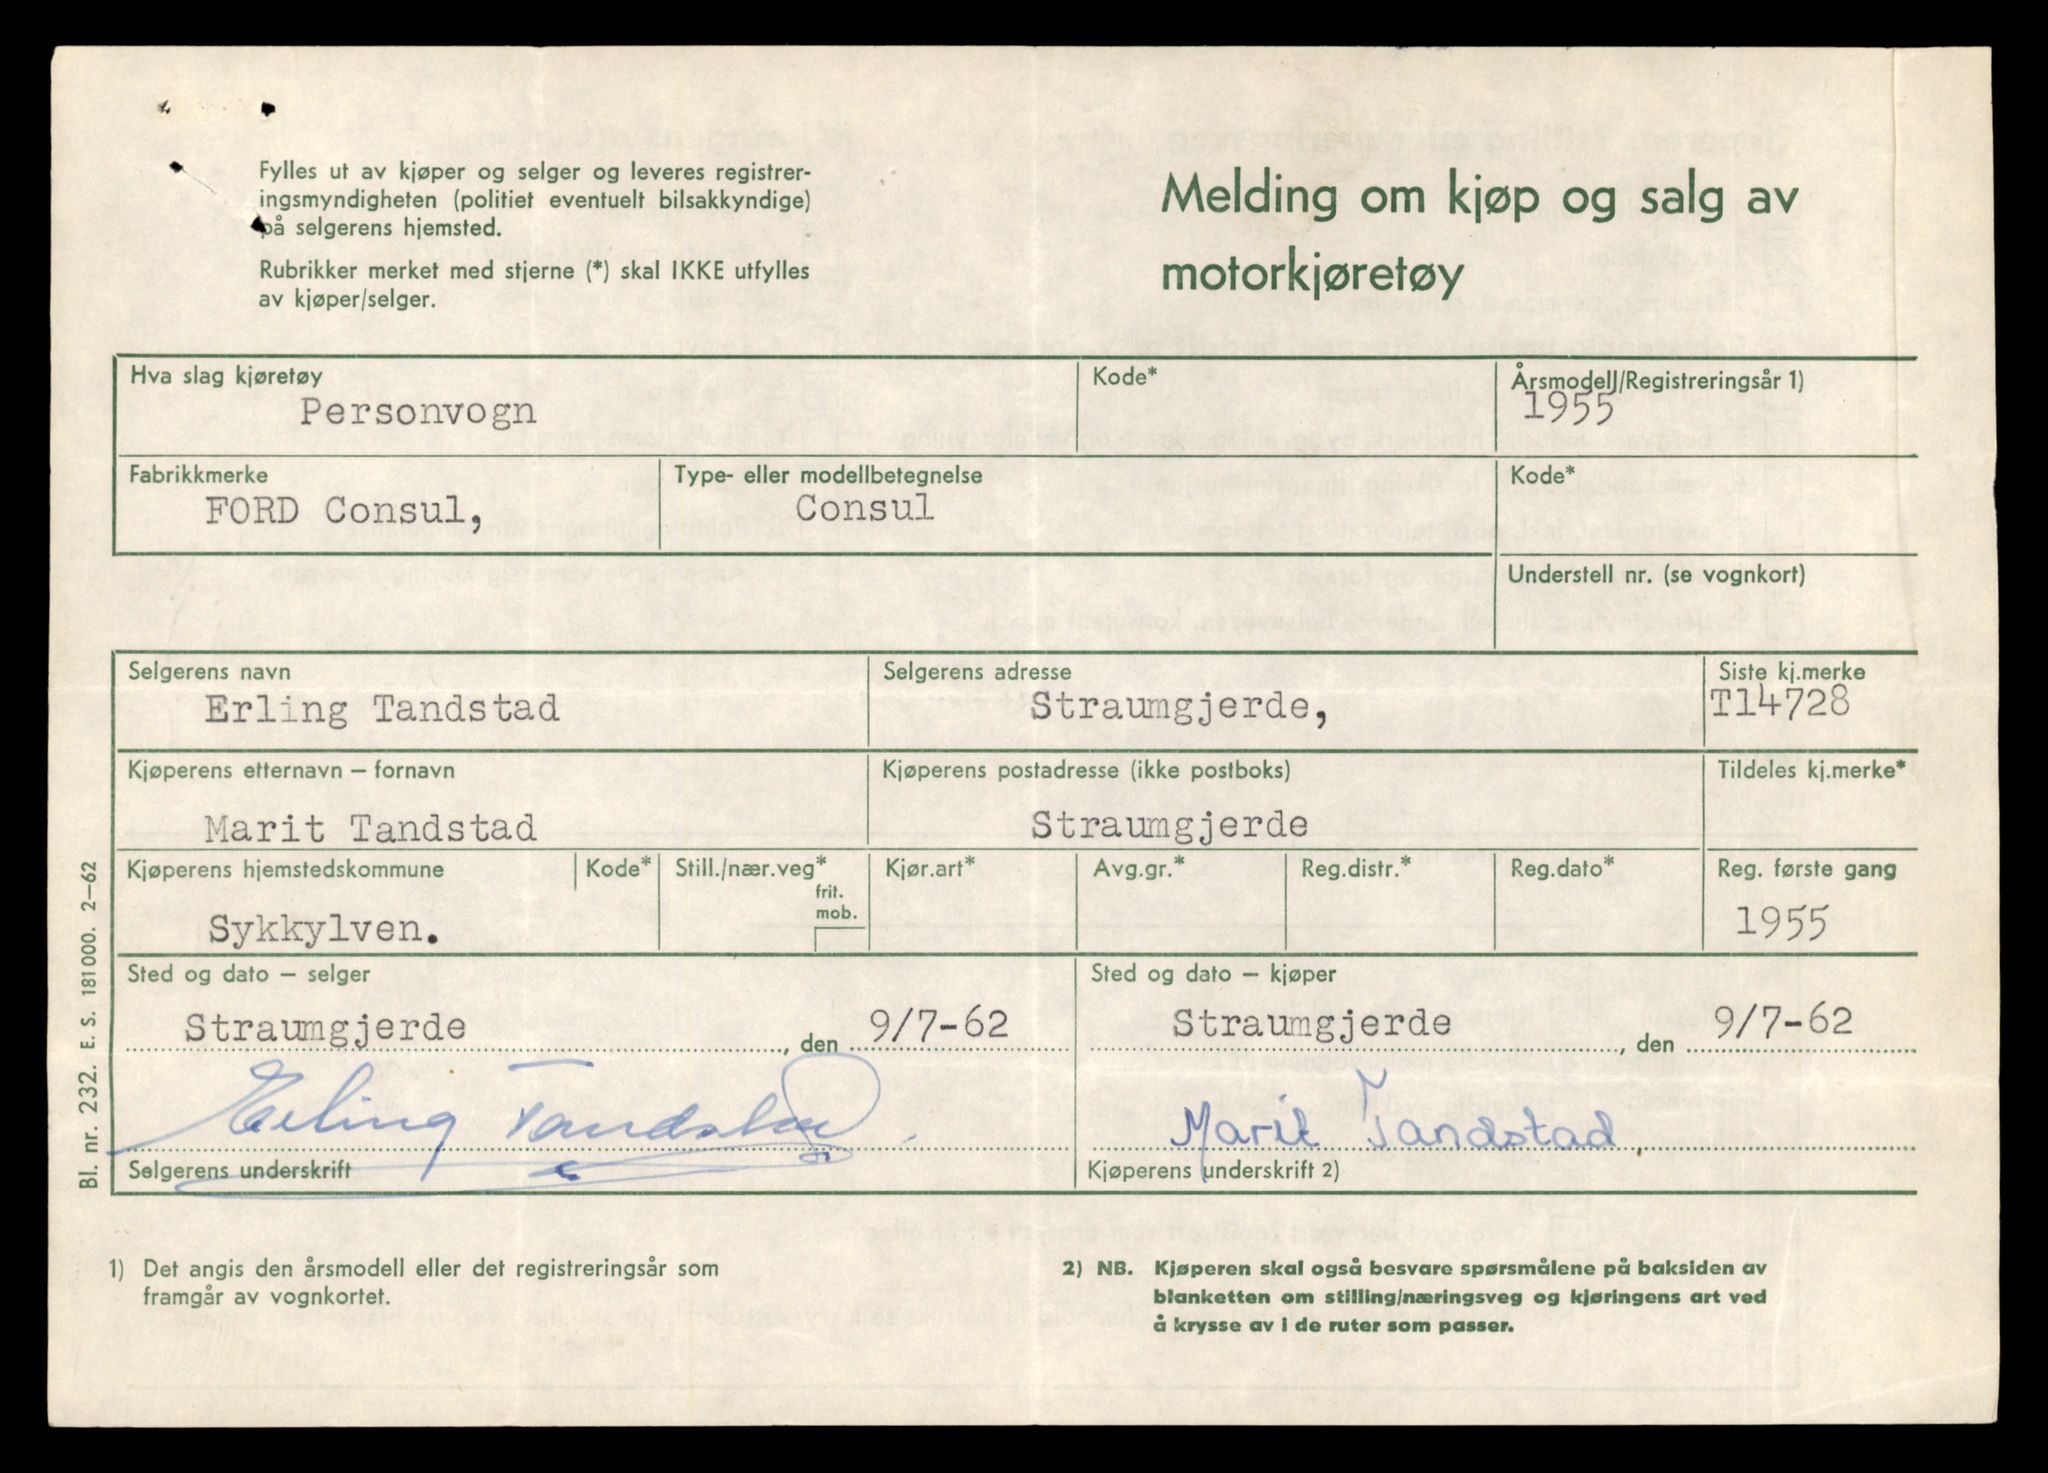 Fylles ut av kjøper og selger og leveres registrer-
ingsmyndigheten (politiet eventuelt bilsakkyndige)
på selgerens hjemsted.
Rubrikker merket med stjerne (*) skal IKKE utfylles
av kjøper/selger.
Melding om kjøp og salg av
motorkjøretøy
Hva slag kjøretøy
Personvogn
Kode*
Årsmodell/Registreringsår 1)
1955
Fabrikkmerke
FORD Consul,
Type- eller modellbetegnelse
Consul
Kode*
Understell nr. (se vognkort)
Selgerens navn
Erling Tandstad
Selgerens adresse
Straumgjerde,
Siste kj.merke
T14728
Kjøperens etternavn – fornavn
Marit Tandstad
Kjøperens postadresse (ikke postboks)
Straumgjerde
Tildeles kj.merke*
Kjøperens hjemstedskommune
Sykkylven.
Kode*
Still./nær.veg*
frit.
mob.
Kjør.art*
Avg.gr.*
Reg.distr.*
Reg.dato*
Reg. første gang
1955
Sted og dato – selger
Straumgjerde, den 9/7-62
Erling Tandstad
Selgerens underskrift
Sted og dato – kjøper
Straumgjerde, den 9/7-62
Marit Tandstad
Kjøperens underskrift 2)
Bl. nr. 232. E. S. 181 000. 2–62
1) Det angis den årsmodell eller det registreringsår som
framgår av vognkortet.
2) NB. Kjøperen skal også besvare spørsmålene på baksiden av
blanketten om stilling/næringsveg og kjøringens art ved
å krysse av i de ruter som passer.